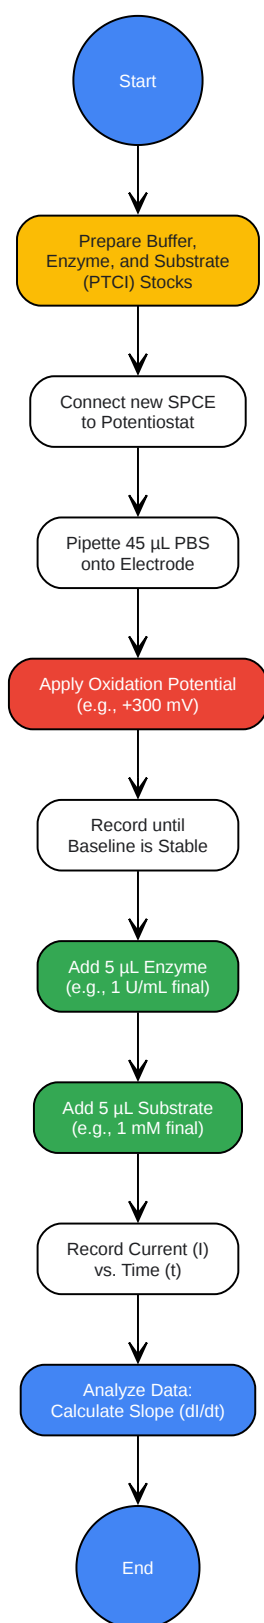 Start
Prepare Buffer,
Enzyme, and Substrate
(PTCI) Stocks
Connect new SPCE
to Potentiostat
Pipette 45 µL PBS
onto Electrode
Apply Oxidation Potential
(e.g., +300 mV)
Record until
Baseline is Stable
Add 5 µL Enzyme
(e.g., 1 U/mL final)
Add 5 µL Substrate
(e.g., 1 mM final)
Record Current (I)
vs. Time (t)
Analyze Data:
Calculate Slope (dI/dt)
End